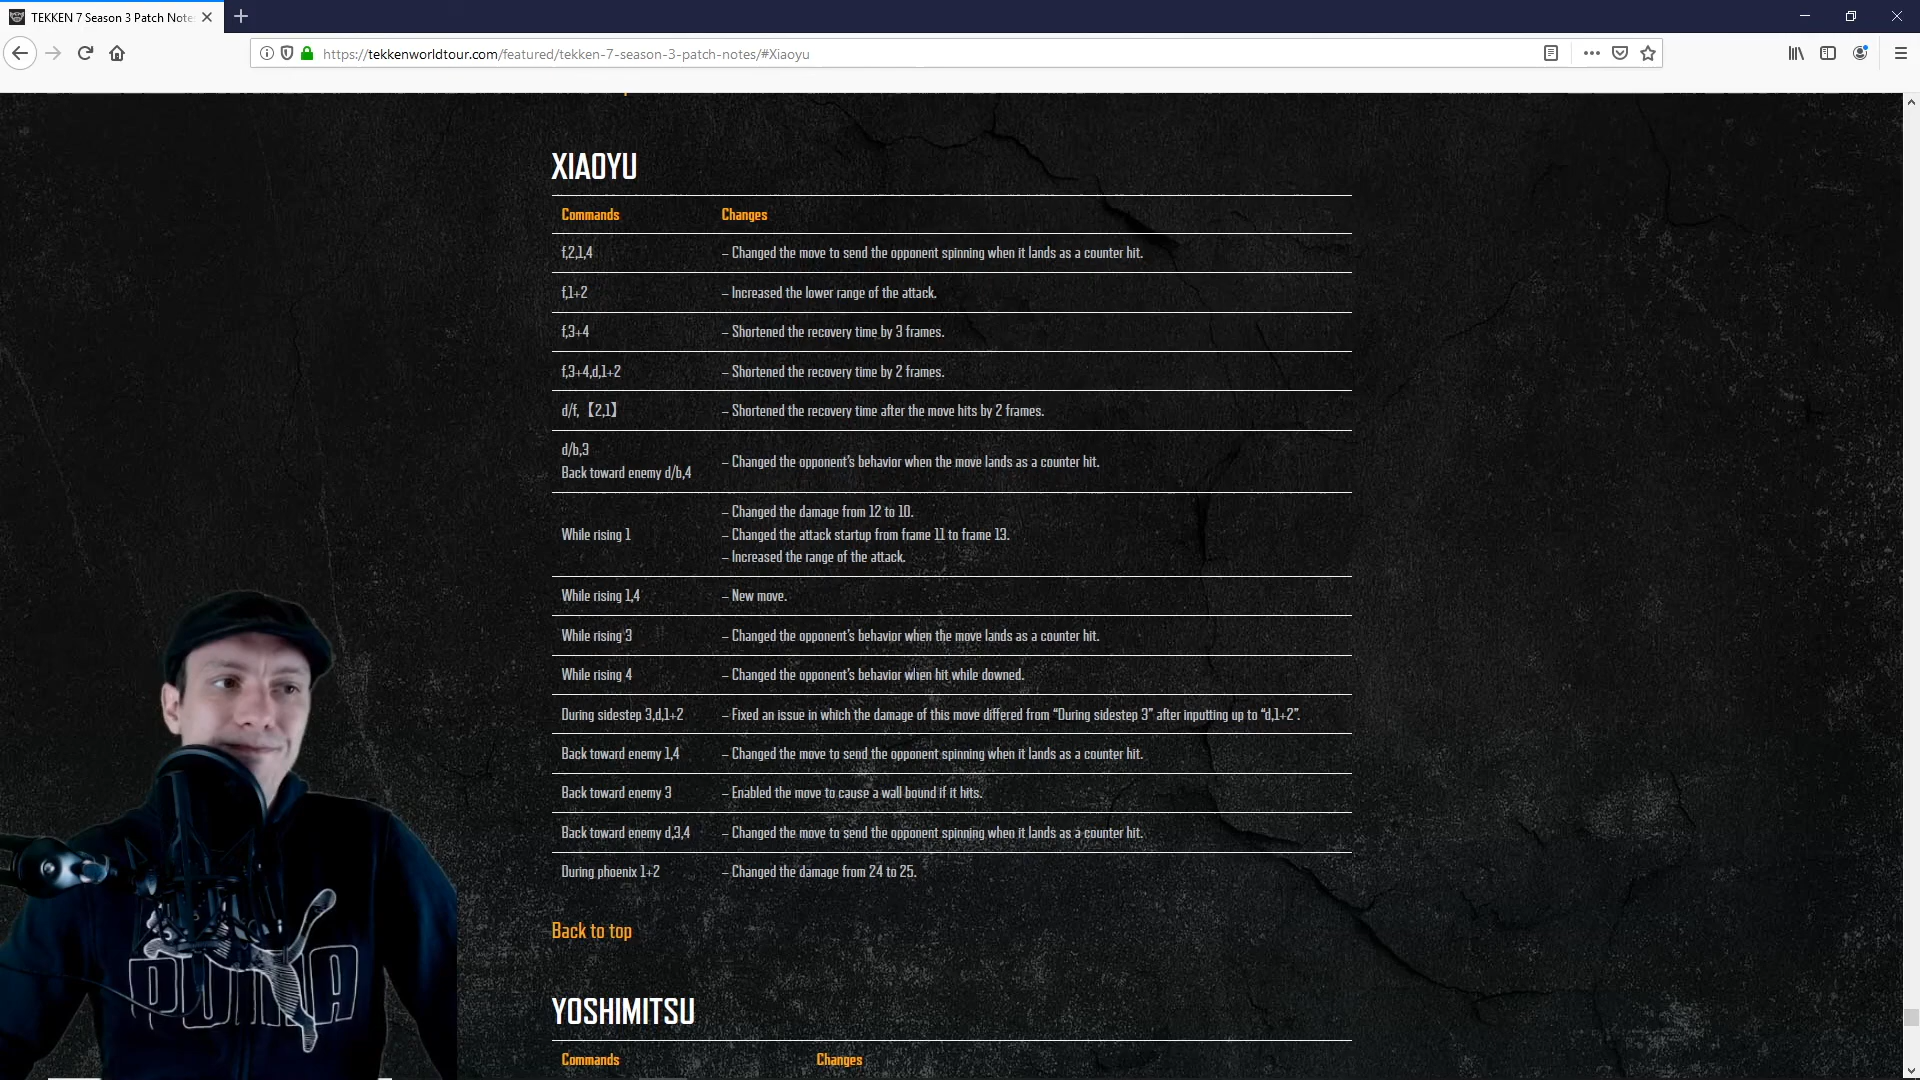 TEKKEN 7 Season 3 Patch Note
https://tekkenworldtour.com/featured/tekken-7-season-3-patch-notes/#Xiaoyu
XIAOYU
Commands Changes
f,2,1,4 – Changed the move to send the opponent spinning when it lands as a counter hit.
f,1+2 – Increased the lower range of the attack.
f,3+4 – Shortened the recovery time by 3 frames.
f,3+4,d,1+2 – Shortened the recovery time by 2 frames.
d/f,【2,1】 – Shortened the recovery time after the move hits by 2 frames.
d/b,3
Back toward enemy d/b,4 – Changed the opponent's behavior when the move lands as a counter hit.
– Changed the damage from 12 to 10.
While rising 1 – Changed the attack startup from frame 11 to frame 13.
– Increased the range of the attack.
While rising 1,4 – New move.
While rising 3 – Changed the opponent's behavior when the move lands as a counter hit.
While rising 4 – Changed the opponent's behavior when hit while downed.
During sidestep 3,d,1+2 – Fixed an issue in which the damage of this move differed from “During sidestep 3” after inputting up to “d,1+2”.
Back toward enemy 1,4 – Changed the move to send the opponent spinning when it lands as a counter hit.
Back toward enemy 3 – Enabled the move to cause a wall bound if it hits.
Back toward enemy d,3,4 – Changed the move to send the opponent spinning when it lands as a counter hit.
During phoenix 1+2 – Changed the damage from 24 to 25.
Back to top
YOSHIMITSU
Commands Changes
PUMA